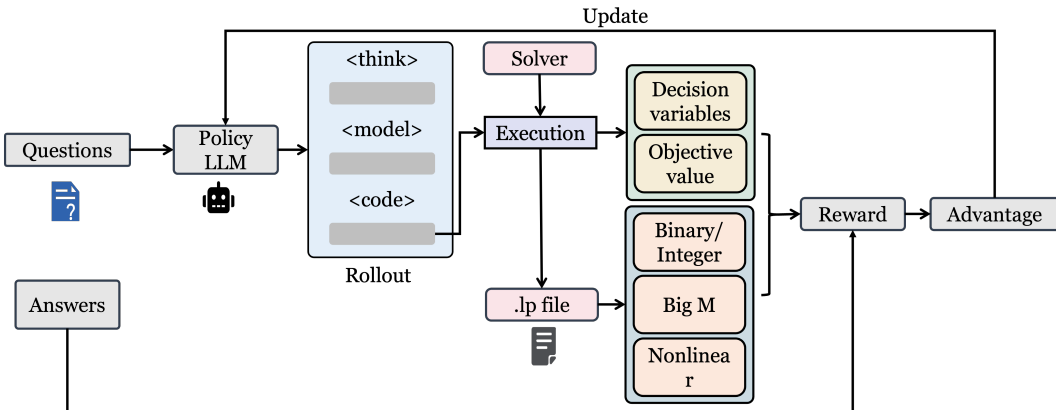 Update
Questions
Policy
LLM
<think>
<model>
<code>
Rollout
Solver
Execution
.lp file
Decision
variables
Objective
value
Binary/
Integer
Big M
Nonlinea
r
Reward
Advantage
Answers
?